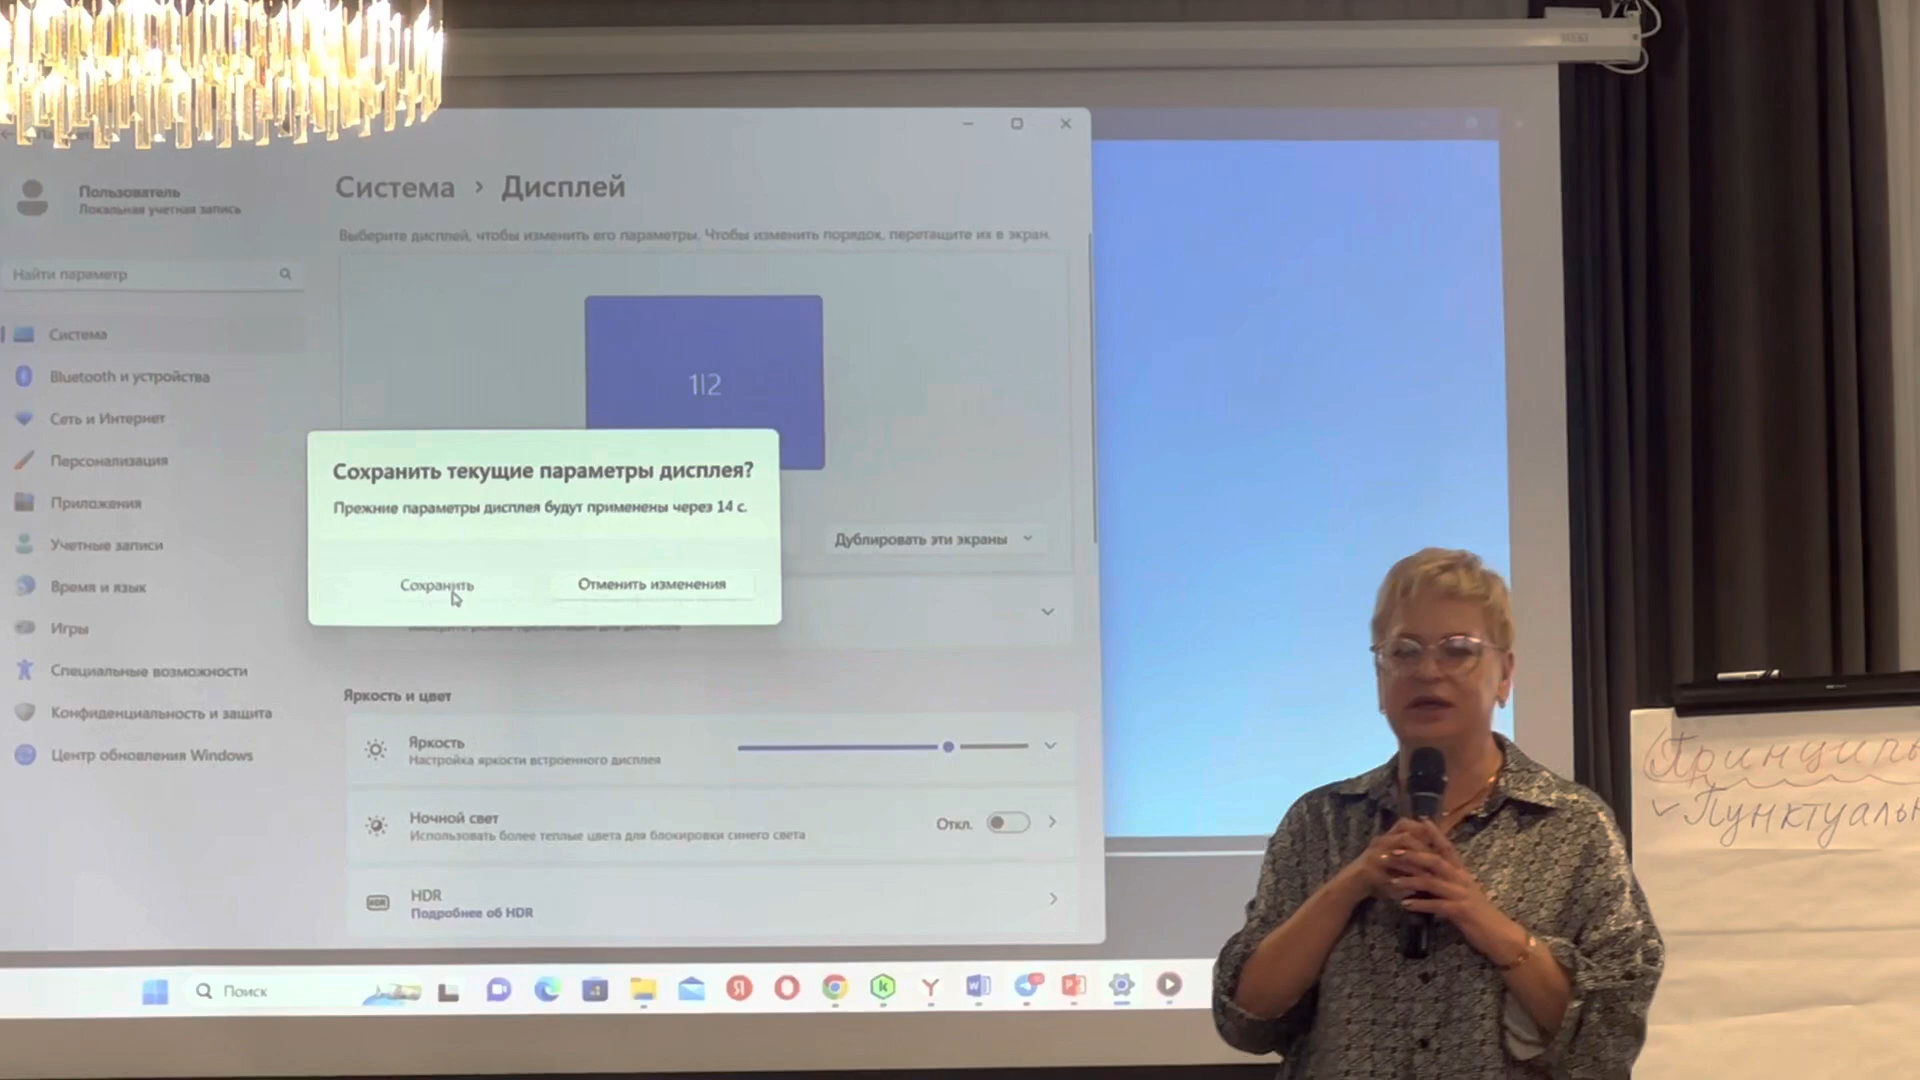 Пользователь
Локальная учетная запись
Найти параметр
Система
Bluetooth и устройства
Сеть и Интернет
Персонализация
Приложения
Учетные записи
Время и язык
Игры
Специальные возможности
Конфиденциальность и защита
Центр обновления Windows
Система › Дисплей
Выберите дисплей, чтобы изменить его параметры. Чтобы изменить порядок, перетащите их в экран.
1|2
Сохранить текущие параметры дисплея?
Прежние параметры дисплея будут применены через 14 с.
Сохранить
Отменить изменения
Дублировать эти экраны
Яркость и цвет
Яркость
Настройка яркости встроенного дисплея
Ночной свет
Использовать более теплые цвета для блокировки синего света
Откл.
HDR
HDR
Подробнее об HDR
Поиск
Принципы
✓ Пунктуальн